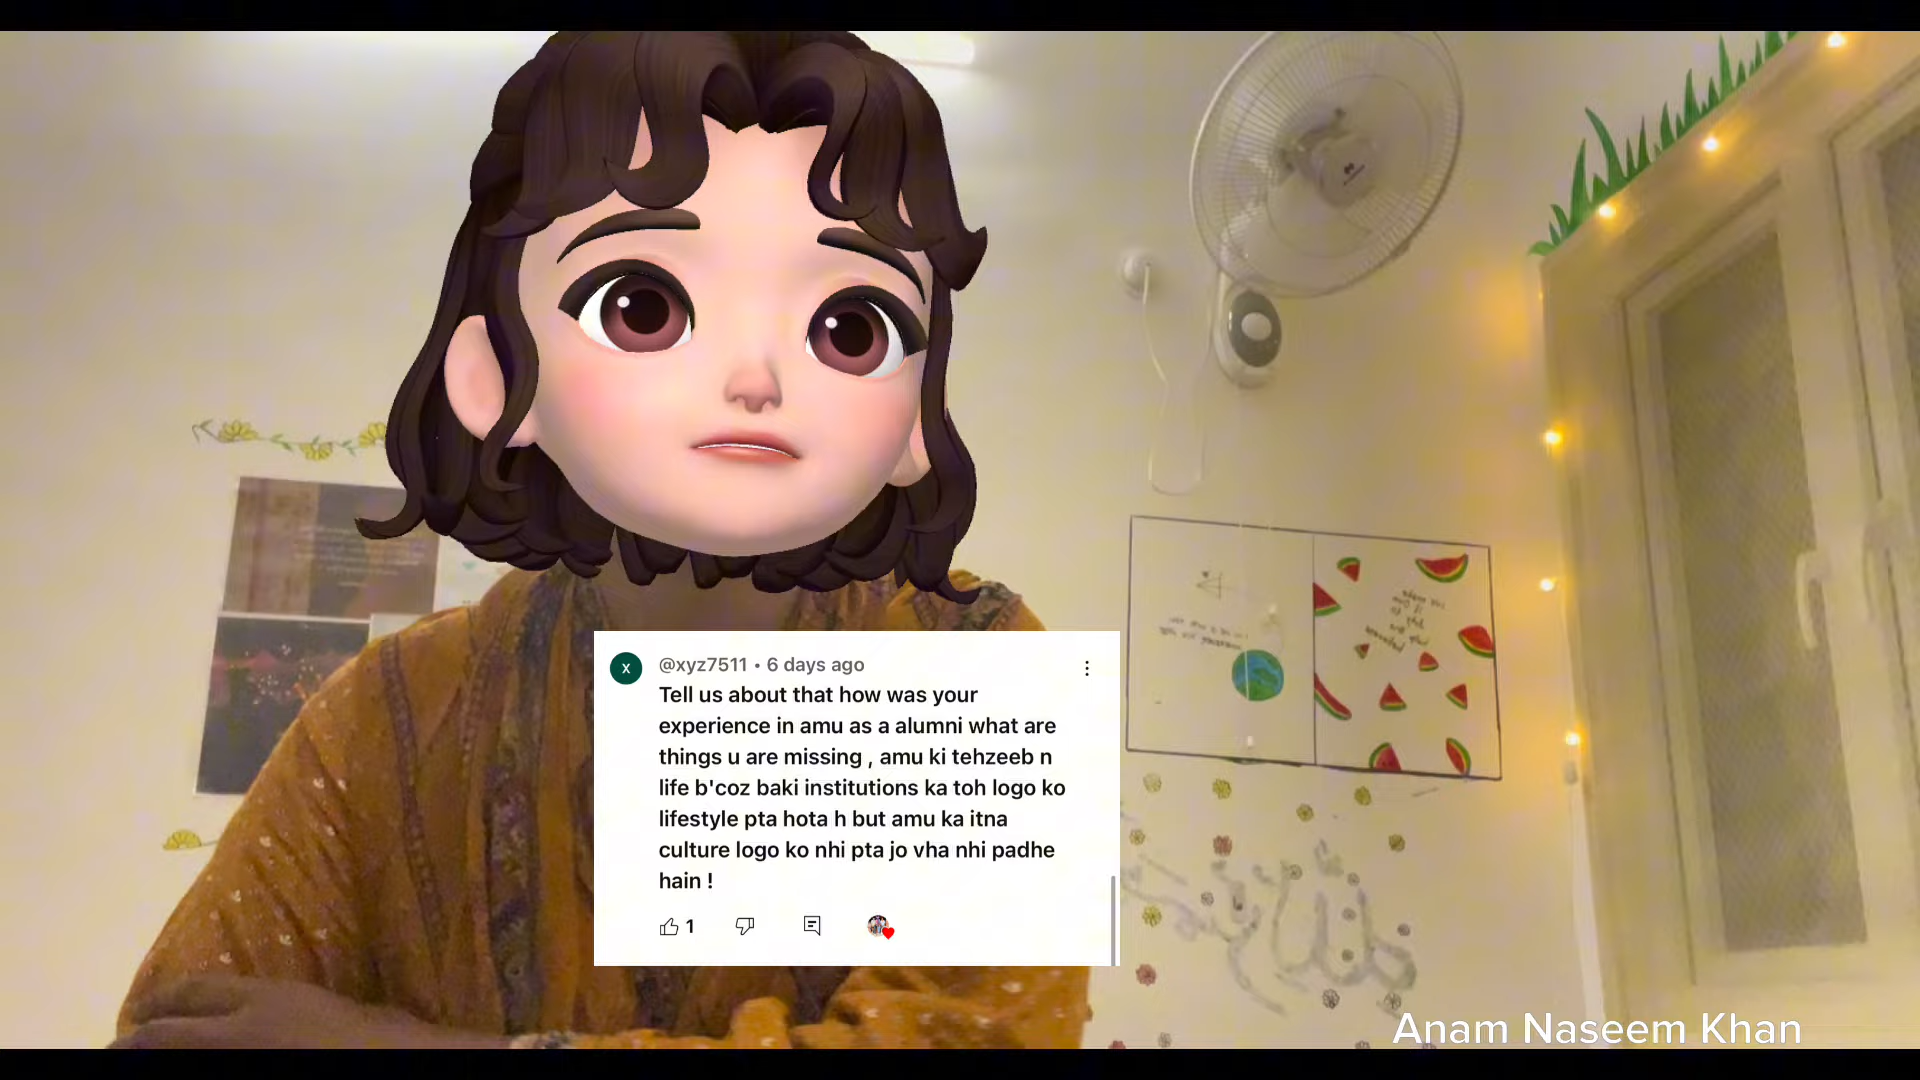 X
@xyz7511 • 6 days ago
Tell us about that how was your
experience in amu as a alumni what are
things u are missing , amu ki tehzeeb n
life b'coz baki institutions ka toh logo ko
lifestyle pta hota h but amu ka itna
culture logo ko nhi pta jo vha nhi padhe
hain !
1
Anam Naseem Khan